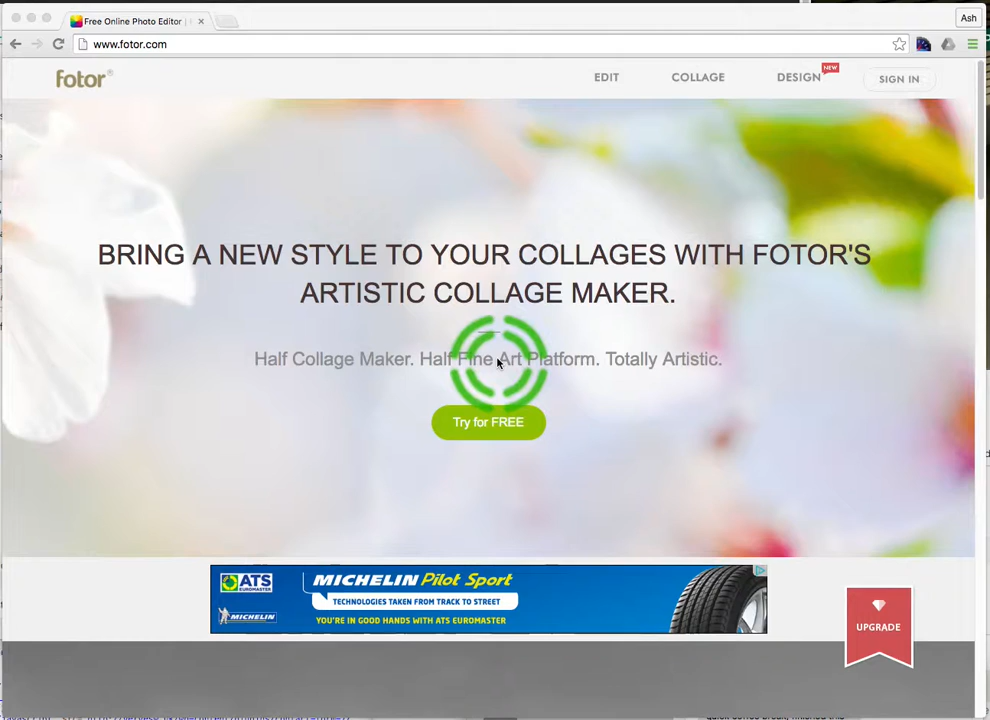 Free Online Photo Editor |
Ash
www.fotor.com
fotor®
EDIT
COLLAGE
DESIGN
NEW
SIGN IN
BRING A NEW STYLE TO YOUR COLLAGES WITH FOTOR'S
ARTISTIC COLLAGE MAKER.
Half Collage Maker. Half Fine Art Platform. Totally Artistic.
Try for FREE
ATS
EUROMASTER
MICHELIN
MICHELIN Pilot Sport
TECHNOLOGIES TAKEN FROM TRACK TO STREET
YOU'RE IN GOOD HANDS WITH ATS EUROMASTER
UPGRADE